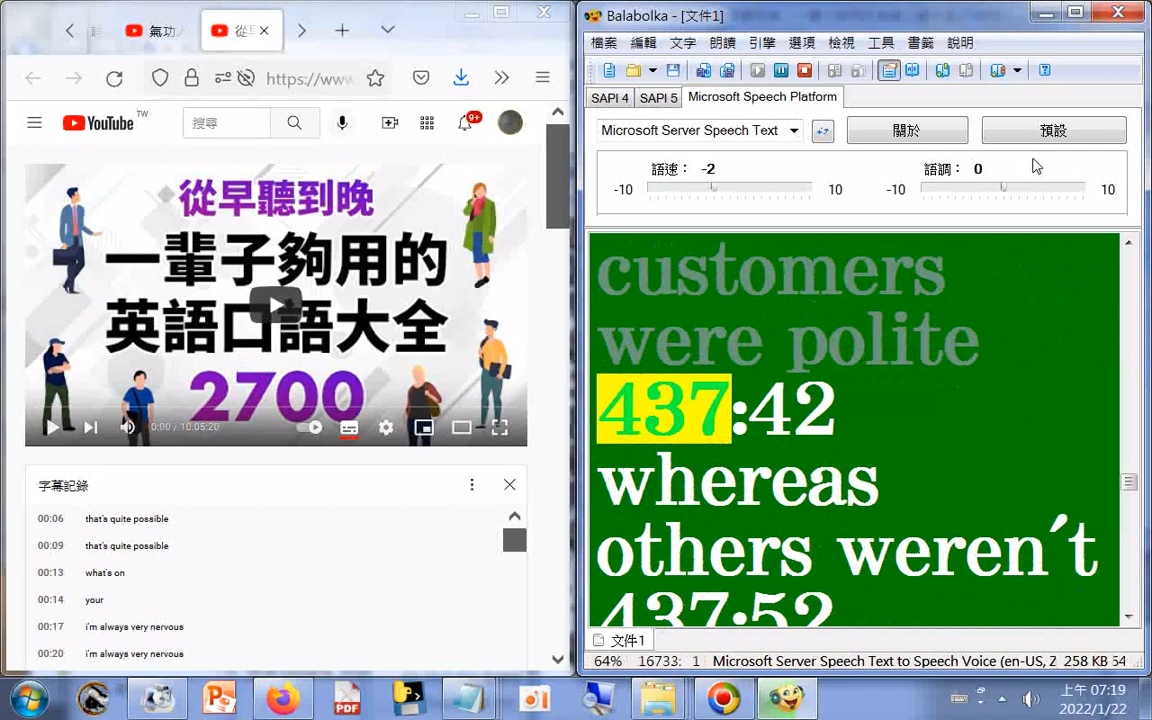 氣功
從
https://www
YouTube TW
搜尋
9+
從早聽到晚
一輩子夠用的
英語口語大全
2700
0:00 / 10:05:20
字幕記錄
00:06 that's quite possible
00:09 that's quite possible
00:13 what's on
00:14 your
00:17 i'm always very nervous
00:20 i'm always very nervous
Balabolka - [文件1]
檔案 編輯 文字 朗讀 引擎 選項 檢視 工具 書籤 說明
SAPI 4 SAPI 5 Microsoft Speech Platform
Microsoft Server Speech Text 關於 預設
語速： -2 語調： 0
-10 10 -10 10
customers
were polite
437:42
whereas
others weren´t
437:52
文件1
64% 16733: 1 Microsoft Server Speech Text to Speech Voice (en-US, 2 258 KB 54
PDF
上午 07:19
2022/1/22